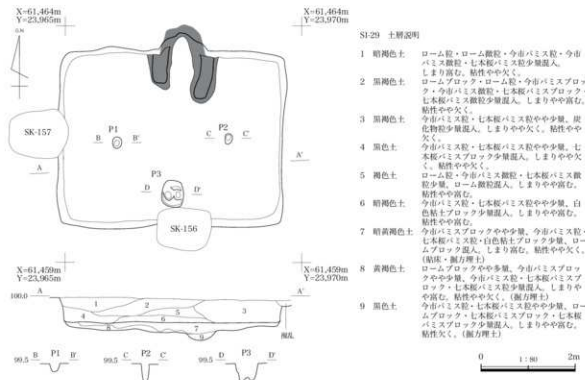 X=61,464m
Y=23,965m
X=61,464m
Y=23,970m
G.N.
SK-157
P1
P2
B
B'
C
C'
A
A'
P3
D
D'
SK-156
X=61,459m
Y=23,965m
X=61,459m
Y=23,970m
A
A'
100.0
1
2
3
4
5
6
7
8
9
撹乱
99.5
B
P1
B'
99.5
C
P2
C'
99.5
D
P3
D'
SI-29 土層説明
1 暗褐色土 ローム粒・ローム微粒・今市パミス粒・今市
パミス微粒・七本桜パミス粒少量混入。
しまり富む。粘性やや欠く。
2 黒褐色土 ロームブロック・ローム粒・今市パミスブロッ
ク・今市パミス微粒・七本桜パミスブロック・
七本桜パミス微粒少量混入。しまりやや富む。
粘性やや欠く。
3 黒褐色土 今市パミス粒・七本桜パミス粒やや少量、炭
化物粒少量混入。しまりやや欠く。粘性やや
欠く。
4 黒色土 今市パミス粒・七本桜パミス粒やや少量、七
本桜パミスブロック少量混入。しまりやや欠
く。粘性やや欠く。
5 褐色土 ローム粒・今市パミス微粒・七本桜パミス微
粒少量、ローム微粒混入。しまりやや富む。
粘性やや富む。
6 暗褐色土 今市パミス粒・七本桜パミス粒やや少量、白
色粘土ブロック少量混入。しまりやや富む。
粘性やや富む。
7 暗黄褐色土 今市パミスブロックやや少量、今市パミス粒・
七本桜パミス粒・白色粘土ブロック少量、ロー
ムブロック混入。しまり富む。粘性やや欠く。
(貼床・掘方埋土)
8 黄褐色土 ロームブロックやや多量、今市パミスブロッ
クやや少量、今市パミス粒・七本桜パミスブ
ロック・七本桜パミス粒少量混入。しまりや
や富む。粘性やや欠く。(掘方埋土)
9 黒色土 今市パミス粒・七本桜パミス粒やや少量、ロー
ムブロック・七本桜パミスブロック・七本桜
パミスブロック少量混入。しまりやや富む。
粘性欠く。(掘方埋土)
0 1:80 2m